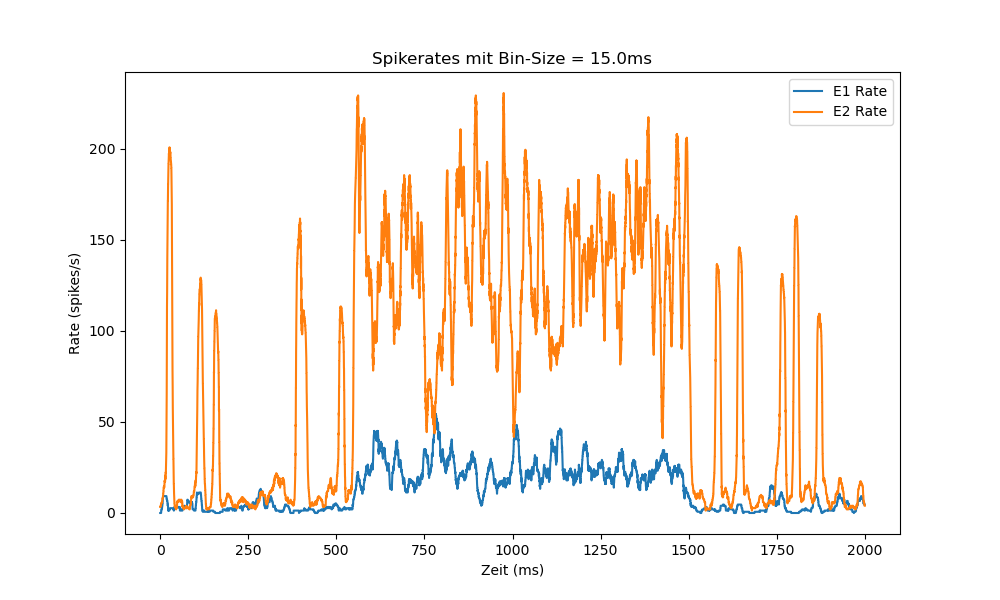 Spikerates mit Bin-Size = 15.0ms
E1 Rate
E2 Rate
Rate (spikes/s)
200
150
100
50
0
0 250 500 750 1000 1250 1500 1750 2000
Zeit (ms)